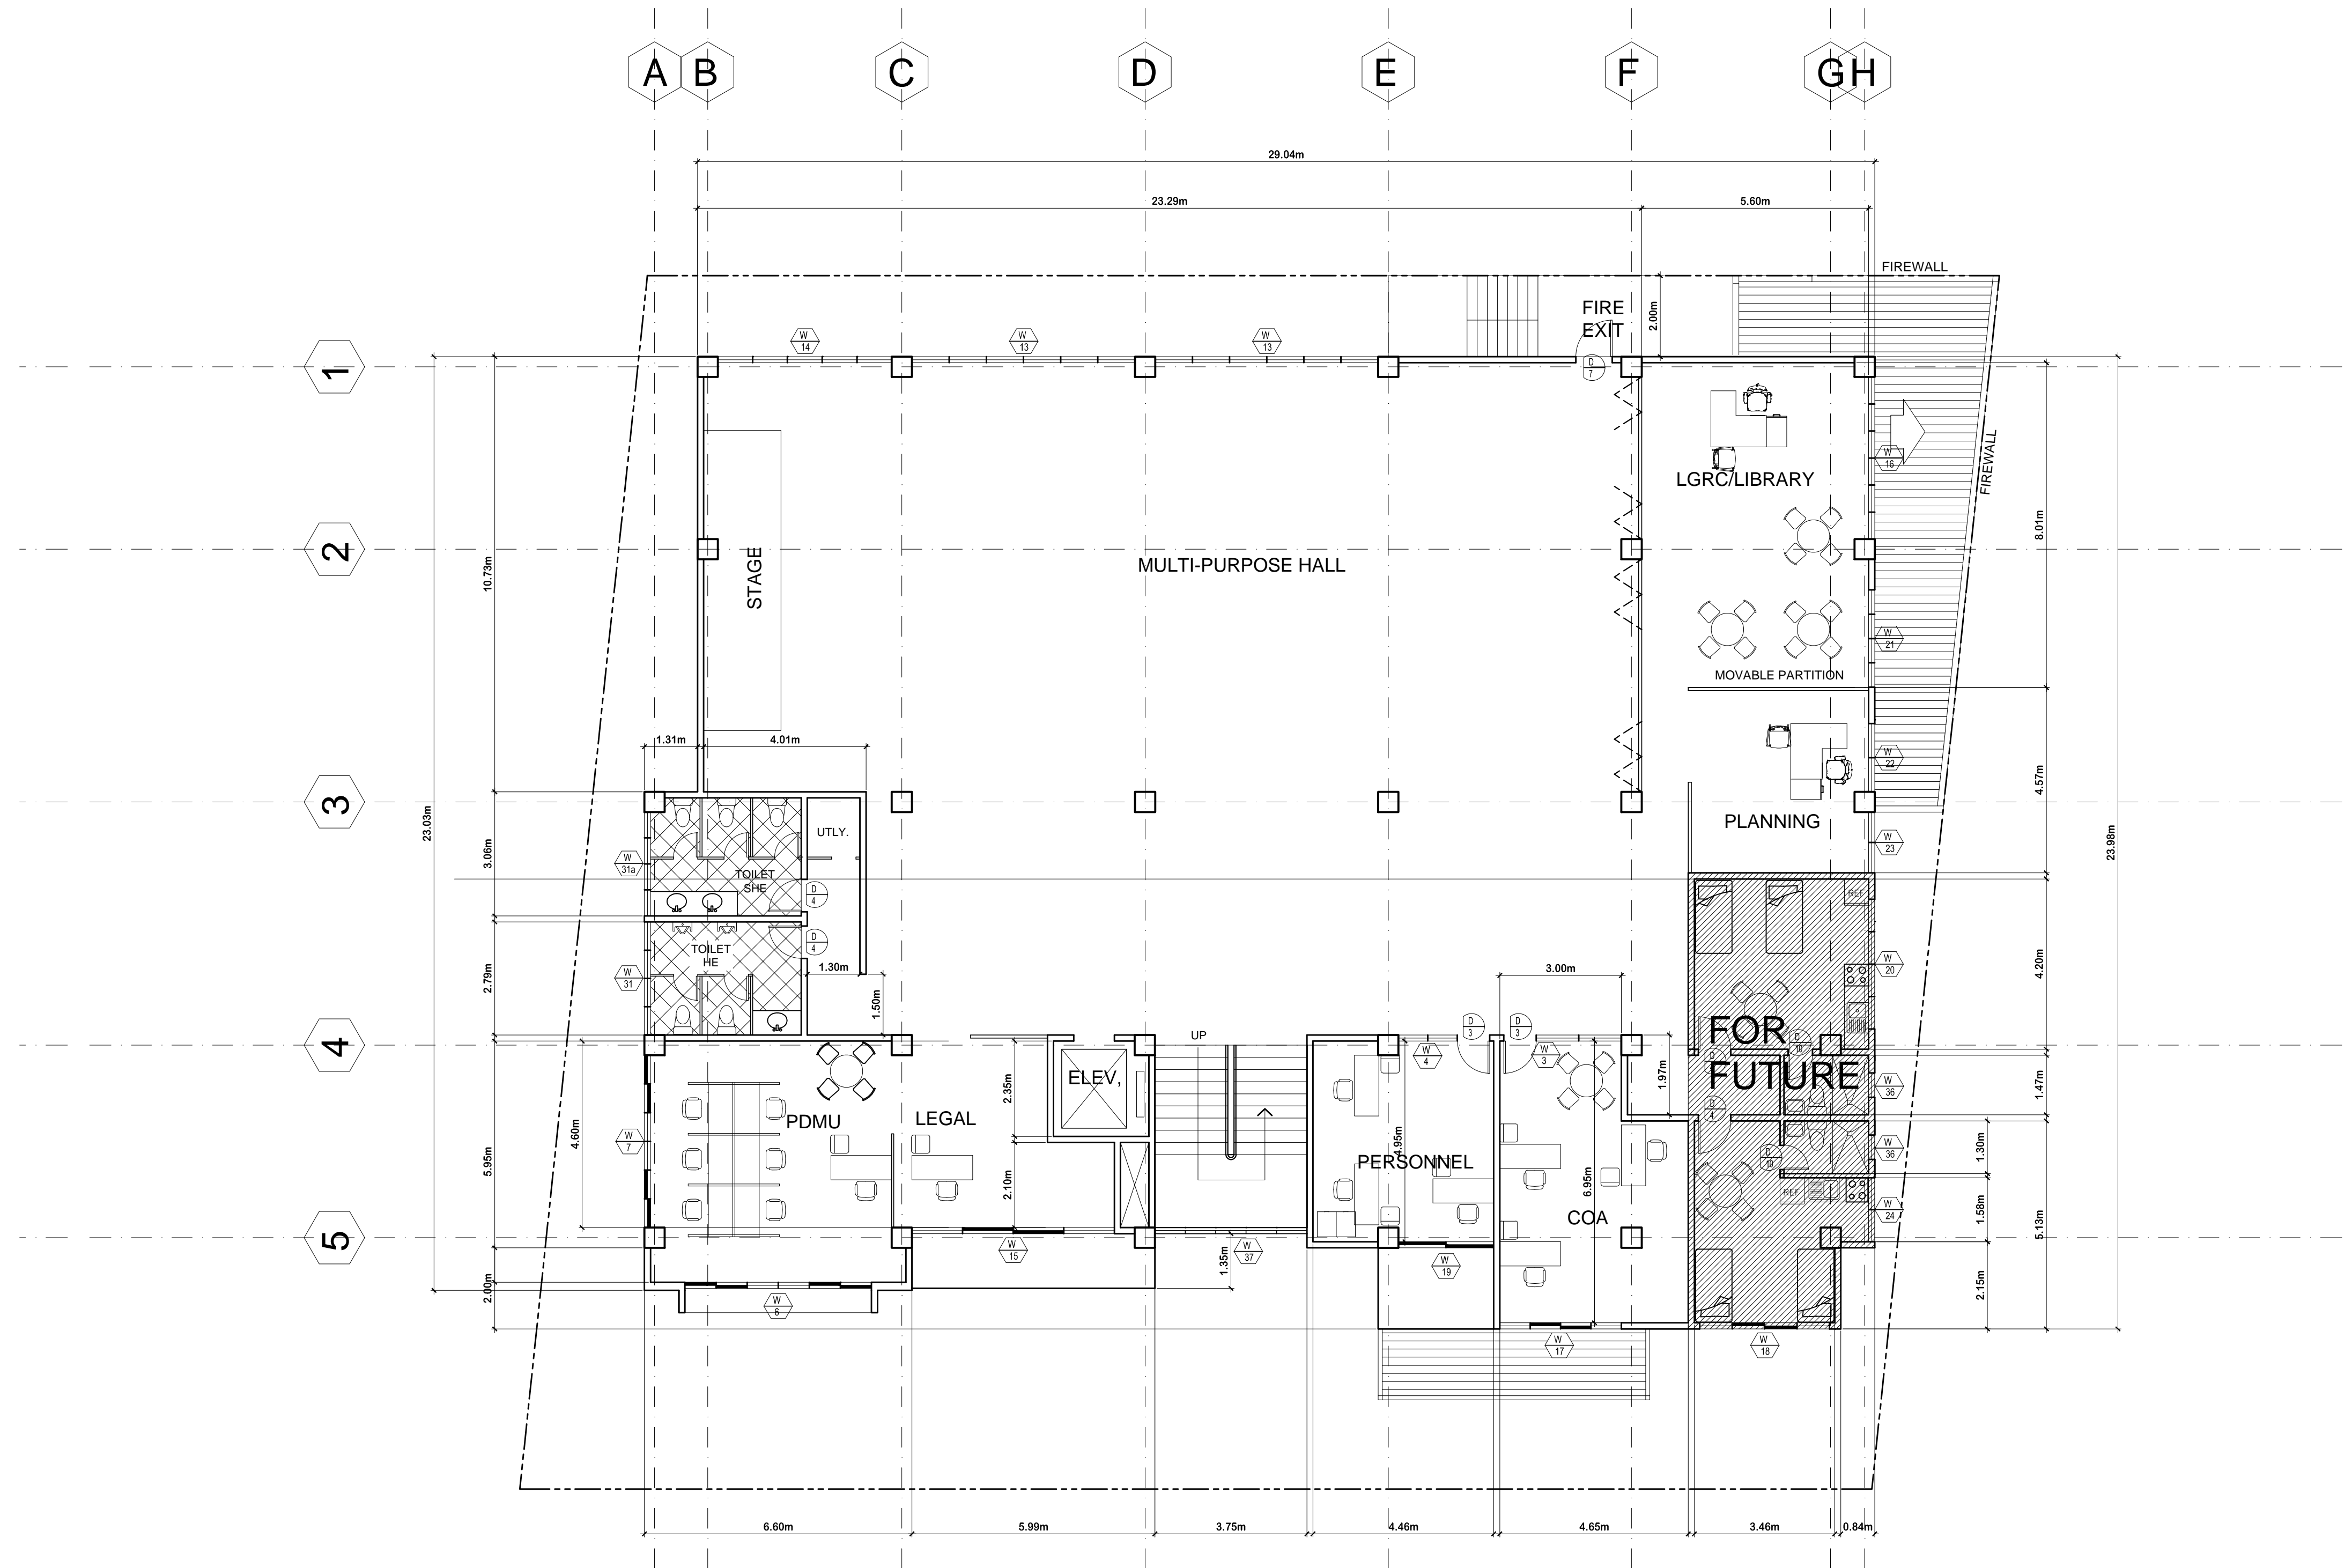 A B C D E F G H
29.04m
23.29m 5.60m
FIREWALL
FIRE
EXIT
2.00m
W
14
W
13
W
13
D
7
1
FIREWALL
W
16
LGRC/LIBRARY
8.01m
2
10.73m
STAGE
MULTI-PURPOSE HALL
W
21
MOVABLE PARTITION
1.31m 4.01m
W
22
4.57m
3
23.03m
UTLY.
PLANNING
W
23
23.98m
3.06m
W
31a
TOILET
SHE
D
4
REF
D
4
TOILET
HE
2.79m
W
31
1.30m
1.50m
3.00m
W
20
4.20m
4
UP
D
3
D
3
W
4
W
3
FOR
FUTURE
D
10
D
4
ELEV,
2.35m
1.97m
W
36
1.47m
PDMU
LEGAL
W
7
4.60m
5.95m
4.95m
PERSONNEL
6.95m
COA
D
10
W
36
1.30m
REF
2.10m
W
24
1.58m
5.13m
5
W
15
W
37
1.35m
W
19
2.00m
W
6
2.15m
W
17
W
18
6.60m 5.99m 3.75m 4.46m 4.65m 3.46m 0.84m